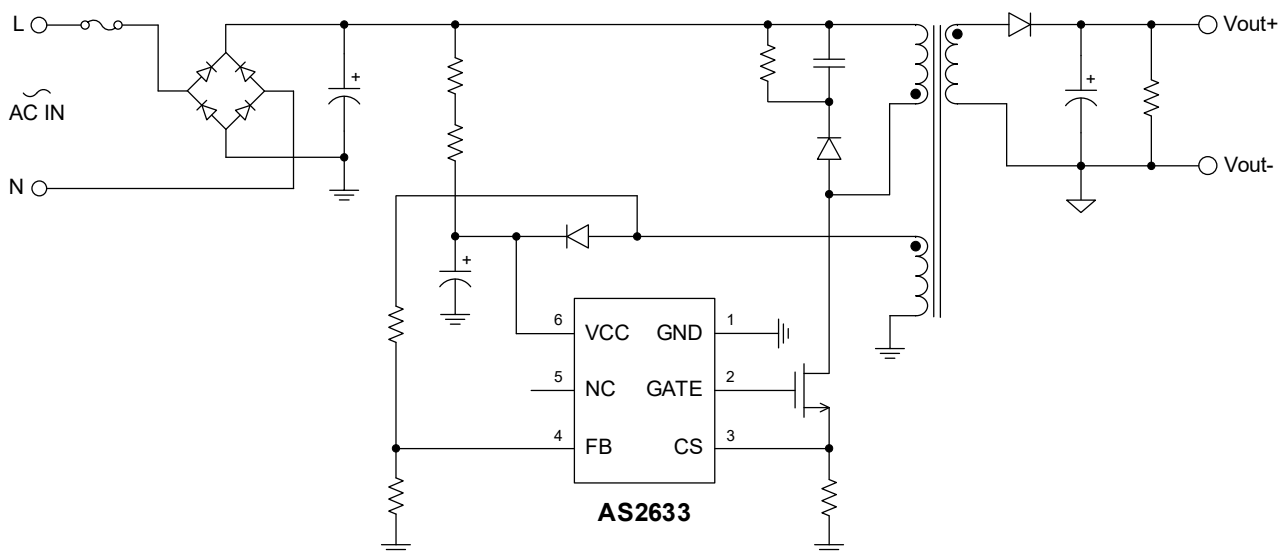 L
Vout+
AC IN
+
+
N
Vout-
+
6
VCC
GND
1
5
NC
GATE
2
4
FB
CS
3
AS2633